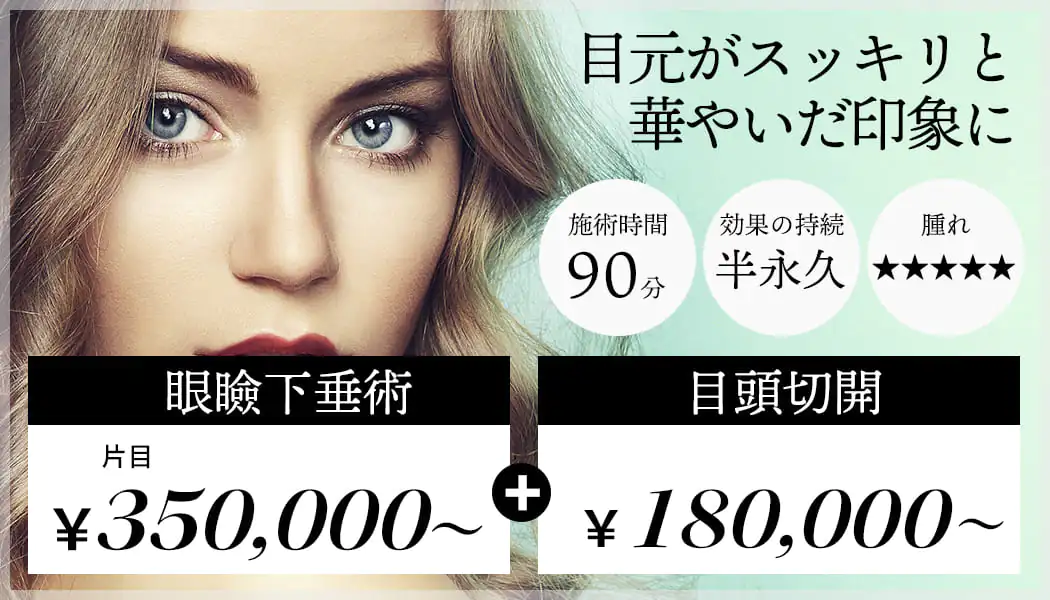 目元がスッキリと
華やいだ印象に
施術時間
90分
効果の持続
半永久
腫れ
★★★★★
眼瞼下垂術
片目
¥350,000~
+
目頭切開
¥180,000~